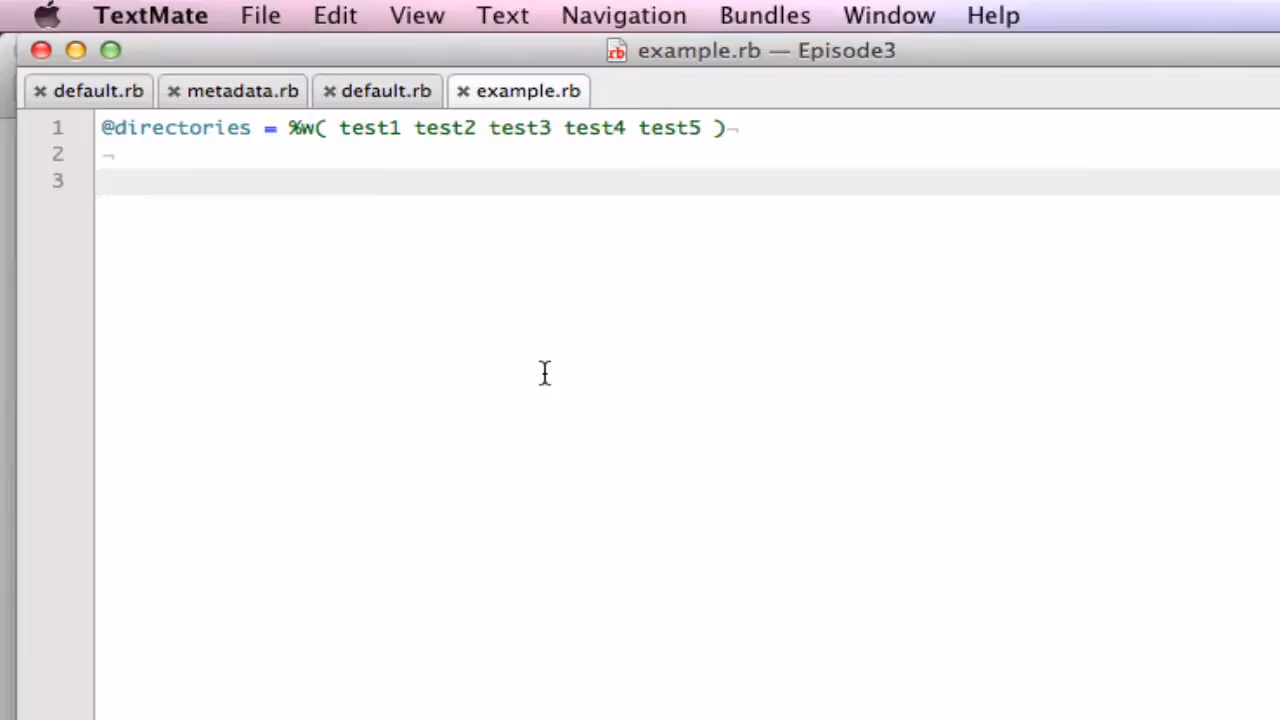 TextMate File Edit View Text Navigation Bundles Window Help
example.rb — Episode3
default.rb metadata.rb default.rb example.rb
1 @directories = %w( test1 test2 test3 test4 test5 )¬
2 ¬
3